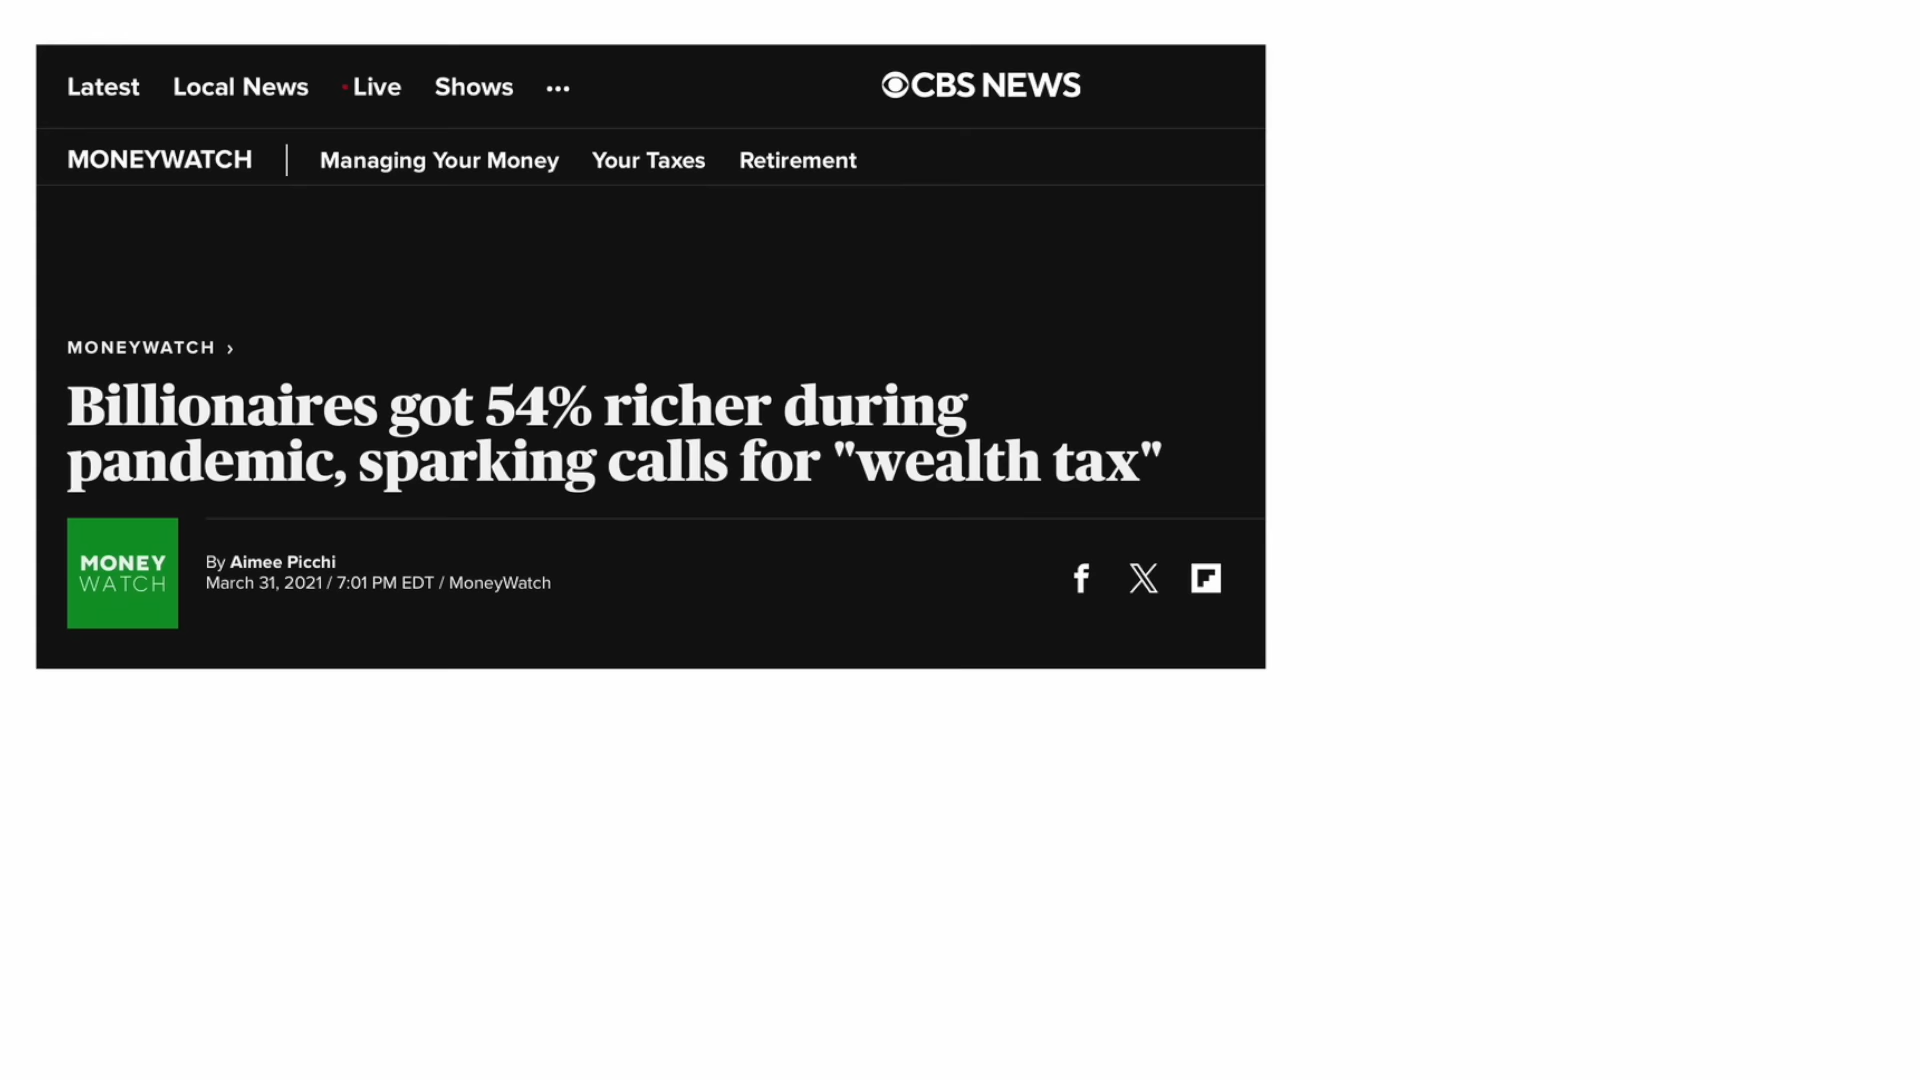 Latest Local News Live Shows ... CBS NEWS
MONEYWATCH | Managing Your Money Your Taxes Retirement
MONEYWATCH ›
Billionaires got 54% richer during
pandemic, sparking calls for "wealth tax"
MONEY
WATCH
By Aimee Picchi
March 31, 2021 / 7:01 PM EDT / MoneyWatch